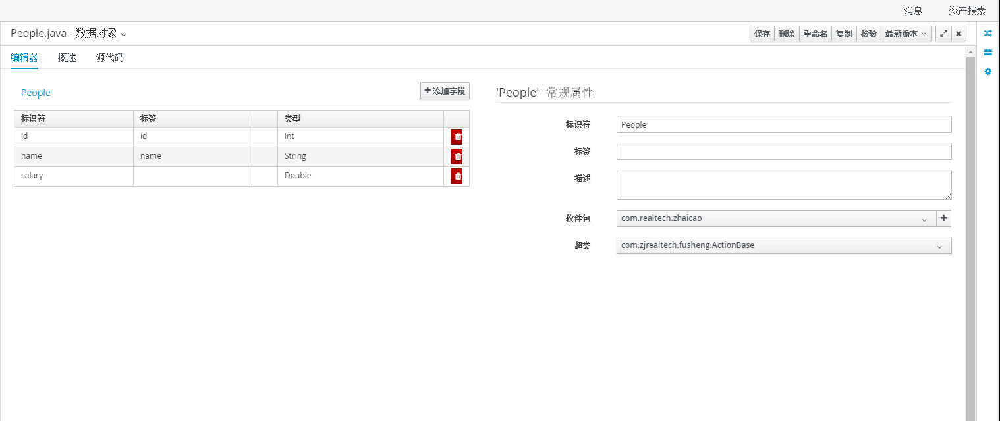 消息 资产搜素
People.java - 数据对象
保存 删除 重命名 复制 检验 最新版本
编辑器 概述 源代码
People
添加字段
标识符 标签 类型
id id int
name name String
salary Double
'People'- 常规属性
标识符 People
标签
描述
软件包 com.realtech.zhaicao
超类 com.zjrealtech.fusheng.ActionBase